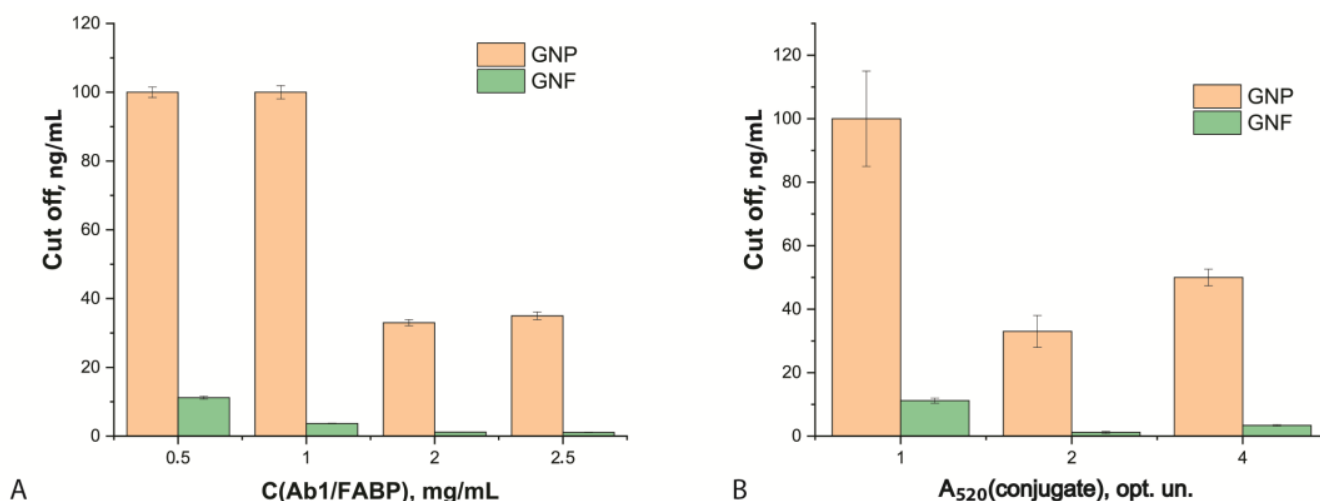 120
100
80
60
40
20
0
Cut off, ng/mL
GNP
GNF
0.5 1 2 2.5
C(Ab1/FABP), mg/mL
A
120
100
80
60
40
20
0
Cut off, ng/mL
GNP
GNF
1 2 4
A520(conjugate), opt. un.
B